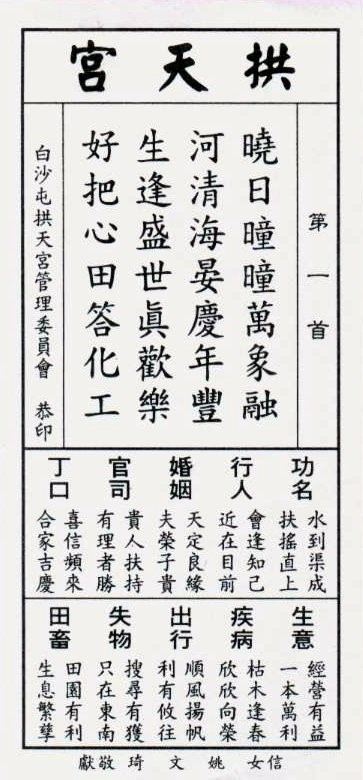 拱天宮
第一首
曉日曈曈萬象融
河清海晏慶年豐
生逢盛世真歡樂
好把心田答化工
白沙屯拱天宮管理委員會 恭印
功名
水到渠成
扶搖直上
行人
會逢知己
近在目前
婚姻
天定良緣
夫榮子貴
官司
貴人扶持
有理者勝
丁口
喜信頻來
合家吉慶
生意
經營有益
一本萬利
疾病
枯木逢春
欣欣向榮
出行
順風揚帆
利有攸往
失物
搜尋有獲
只在東南
田畜
田園有利
生息繁孳
信女 姚文琦 敬獻